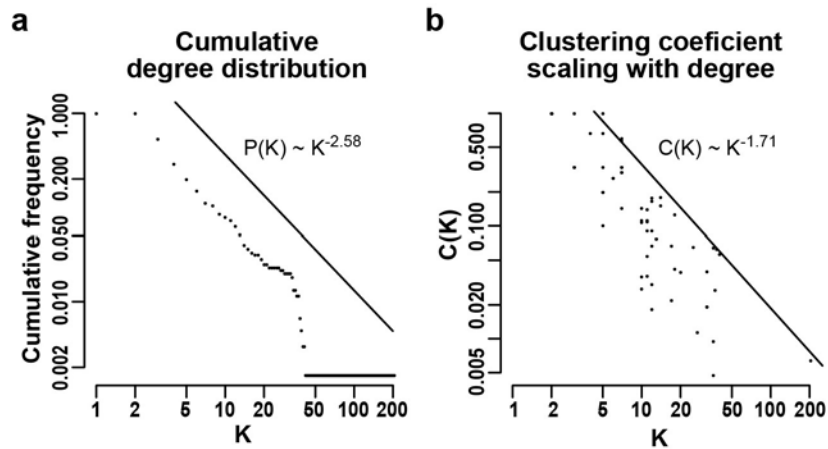 a
Cumulative
degree distribution
Cumulative frequency
1.000
0.200
0.050
0.010
0.002
P(K) ~ K-2.58
1 2 5 10 20 50 100 200
K
b
Clustering coeficient
scaling with degree
C(K)
0.500
0.100
0.020
0.005
C(K) ~ K-1.71
1 2 5 10 20 50 100 200
K